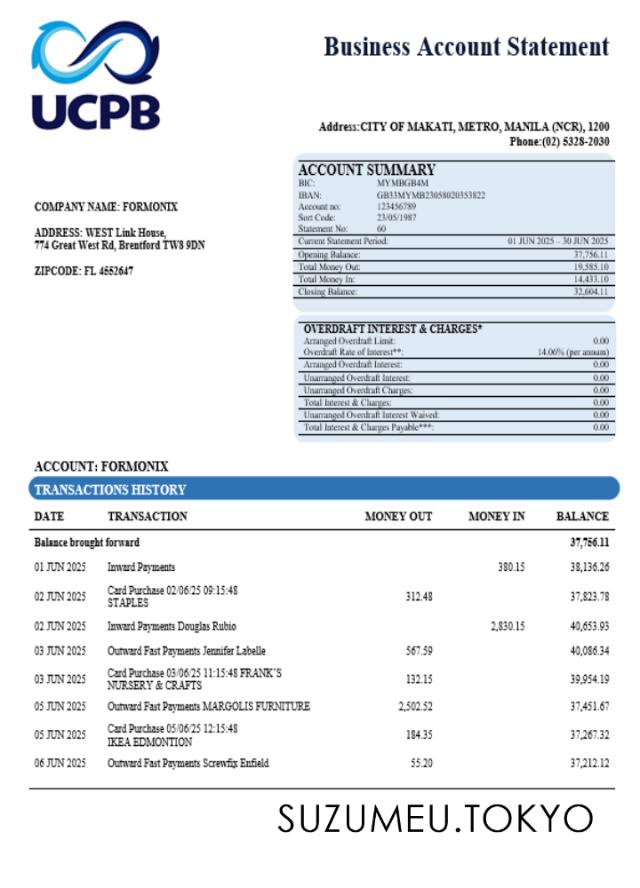 UCPB
Business Account Statement
Address:CITY OF MAKATI, METRO, MANILA (NCR), 1200
Phone:(02) 5328-2030
COMPANY NAME: FORMONIX
ADDRESS: WEST Link House,
774 Great West Rd, Brentford TW8 9DN
ZIPCODE: FL 4552647
ACCOUNT SUMMARY
BIC: MYMBGB4M
IBAN: GB33MYMB23058020353822
Account no: 123456789
Sort Code: 23/05/1987
Statement No: 60
Current Statement Period: 01 JUN 2025 – 30 JUN 2025
Opening Balance: 37,756.11
Total Money Out: 19,585.10
Total Money In: 14,433.10
Closing Balance: 32,604.11
OVERDRAFT INTEREST & CHARGES*
Arranged Overdraft Limit: 0.00
Overdraft Rate of Interest**: 14.06% (per annum)
Arranged Overdraft Interest: 0.00
Unarranged Overdraft Interest: 0.00
Unarranged Overdraft Charges: 0.00
Total Interest & Charges: 0.00
Unarranged Overdraft Interest Waived: 0.00
Total Interest & Charges Payable***: 0.00
ACCOUNT: FORMONIX
TRANSACTIONS HISTORY
DATE TRANSACTION MONEY OUT MONEY IN BALANCE
Balance brought forward 37,756.11
01 JUN 2025 Inward Payments 380.15 38,136.26
02 JUN 2025 Card Purchase 02/06/25 09:15:48 312.48 37,823.78
STAPLES
02 JUN 2025 Inward Payments Douglas Rubio 2,830.15 40,653.93
03 JUN 2025 Outward Fast Payments Jennifer Labelle 567.59 40,086.34
03 JUN 2025 Card Purchase 03/06/25 11:15:48 FRANK'S 132.15 39,954.19
NURSERY & CRAFTS
05 JUN 2025 Outward Fast Payments MARGOLIS FURNITURE 2,502.52 37,451.67
05 JUN 2025 Card Purchase 05/06/25 12:15:48 184.35 37,267.32
IKEA EDMONTION
06 JUN 2025 Outward Fast Payments Screwfix Enfield 55.20 37,212.12
SUZUMEU.TOKYO